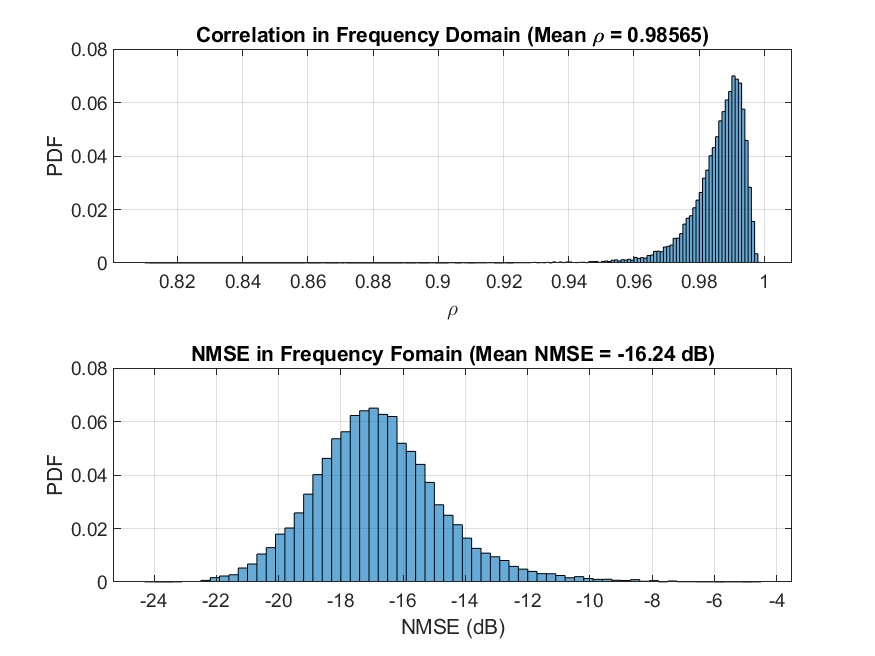 Correlation in Frequency Domain (Mean ρ = 0.98565)
0.08
0.06
0.04
0.02
0
PDF
0.82 0.84 0.86 0.88 0.9 0.92 0.94 0.96 0.98 1
ρ
NMSE in Frequency Fomain (Mean NMSE = -16.24 dB)
0.08
0.06
0.04
0.02
0
PDF
-24 -22 -20 -18 -16 -14 -12 -10 -8 -6 -4
NMSE (dB)